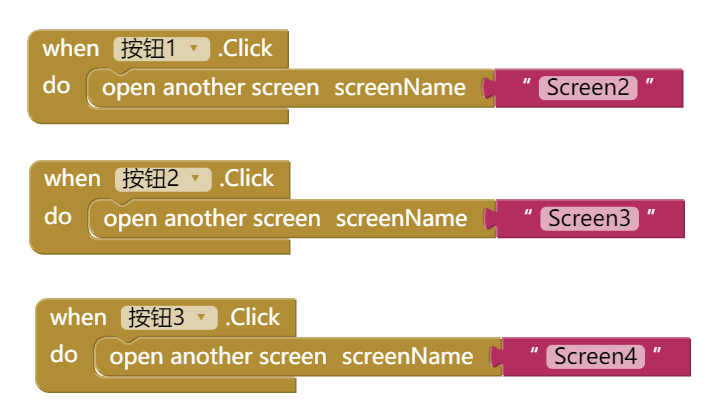 when 按钮1 .Click
do open another screen screenName " Screen2 "
when 按钮2 .Click
do open another screen screenName " Screen3 "
when 按钮3 .Click
do open another screen screenName " Screen4 "